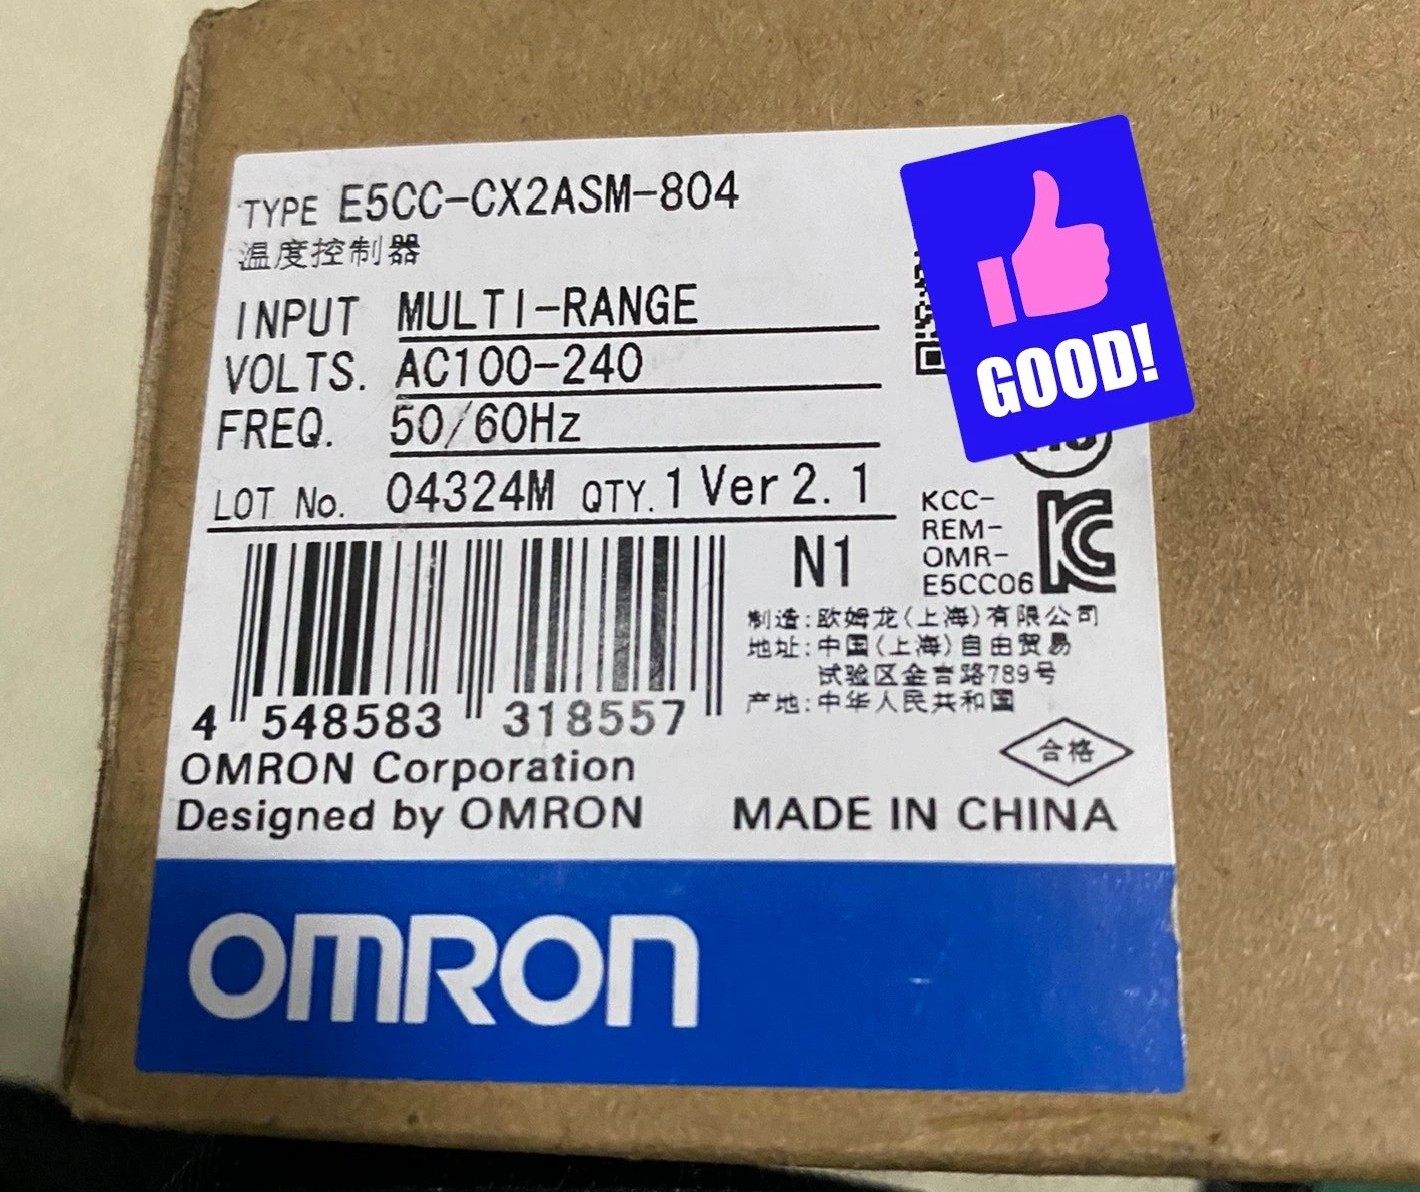 TYPE E5CC-CX2ASM-804
温度控制器
INPUT MULTI-RANGE
VOLTS. AC100-240
FREQ. 50/60Hz
LOT No. 04324M QTY. 1 Ver 2.1
N1
KCC-
REM-
OMR-
E5CC06
制造:欧姆龙(上海)有限公司
地址:中国(上海)自由贸易
试验区金吉路789号
产地:中华人民共和国
合格
4 548583 318557
OMRON Corporation
Designed by OMRON
MADE IN CHINA
OMRON
GOOD!